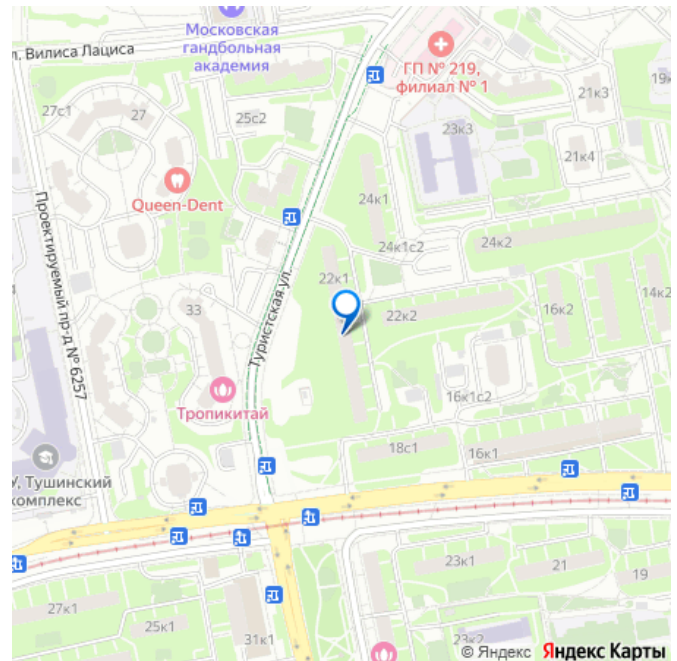 Московская
гандбольная
академия
л. Вилиса Лациса
ГП № 219,
филиал № 1
27с1
27
25с2
21к3
19к
23к3
21к4
Queen-Dent
Проектируемый пр-д № 6257
24к1
24к1с2
24к2
Туристская ул.
22к1
14к2
33
22к2
16к2
Тропикитай
16к1с2
18с1
16к1
У, Тушинский
комплекс
23к1
21
19
27к1
25к1
31к1
23к2
© Яндекс Яндекс Карты